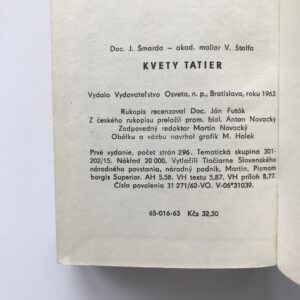 Doc. J. Šmarda – akad. maliar V. Stolfa
KVETY TATIER
Vydalo Vydavateľstvo Osveta, n. p., Bratislava, roku 1963
Rukopis recenzoval Doc. Ján Futák
Z českého rukopisu preložil prom. biol. Anton Novacký
Zodpovedný redaktor Martin Novacký
Obálku a väzbu navrhol grafik M. Holek
Prvé vydanie. počet strán 296. Tematická skupina 301-
202/15. Náklad 20 000. Vytlačili Tlačiarne Slovenského
národného povstania, národný podnik, Martin. Písmom
borgis Superior. AH 5,58. VH textu 5,87. VH príloh 8,77.
Číslo povolenia 31 271/62-VO. V-06*31039.
65-016-63 Kčs 32,50